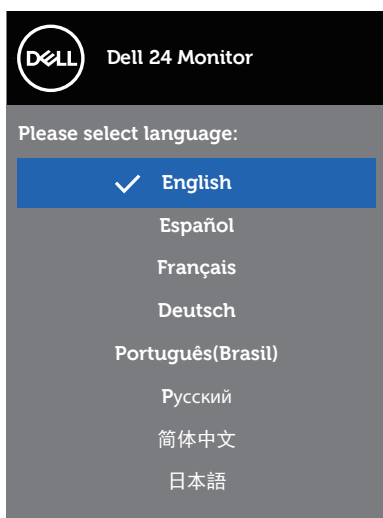 DELL
Dell 24 Monitor
Please select language:
English
Español
Français
Deutsch
Português(Brasil)
Русский
简体中文
日本語